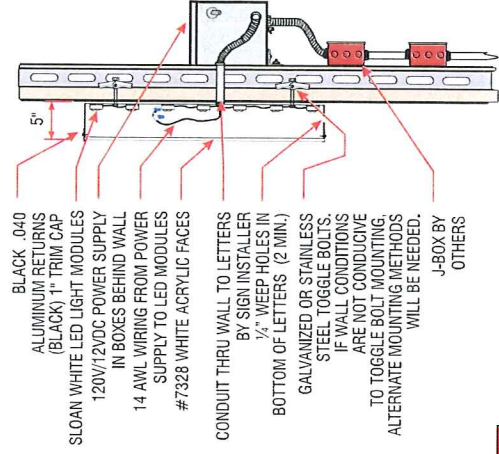 5"
BLACK .040
ALUMINUM RETURNS
(BLACK) 1" TRIM CAP
SLOAN WHITE LED LIGHT MODULES
120V/12VDC POWER SUPPLY
IN BOXES BEHIND WALL
14 AWL WIRING FROM POWER
SUPPLY TO LED MODULES
#7328 WHITE ACRYLIC FACES
CONDUIT THRU WALL TO LETTERS
BY SIGN INSTALLER
1/4" WEEP HOLES IN
BOTTOM OF LETTERS (2 MIN.)
GALVANIZED OR STAINLESS
STEEL TOGGLE BOLTS.
IF WALL CONDITIONS
ARE NOT CONDUCIVE
TO TOGGLE BOLT MOUNTING,
ALTERNATE MOUNTING METHODS
WILL BE NEEDED.
J-BOX BY
OTHERS